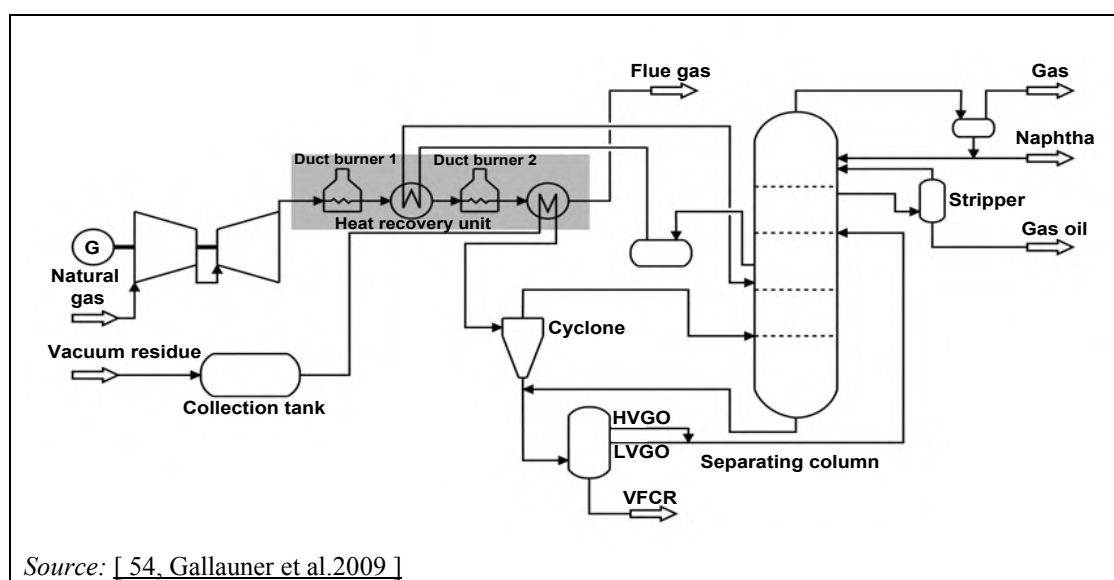 Flue gas
Gas
Naphtha
Duct burner 1
Duct burner 2
Heat recovery unit
Stripper
Gas oil
G
Natural
gas
Vacuum residue
Collection tank
Cyclone
HVGO
LVGO
Separating column
VFCR
Source: [ 54, Gallauner et al.2009 ]